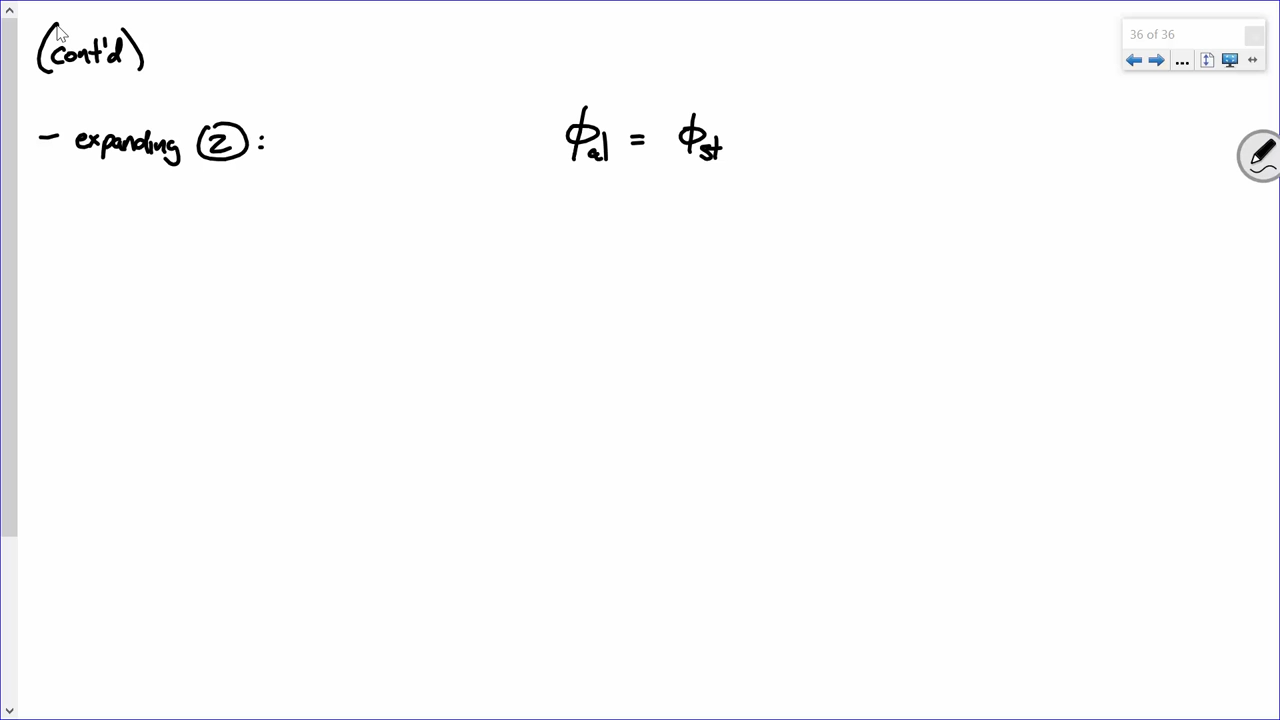 (cont'd)
36 of 36
- expanding ② : ϕal = ϕst